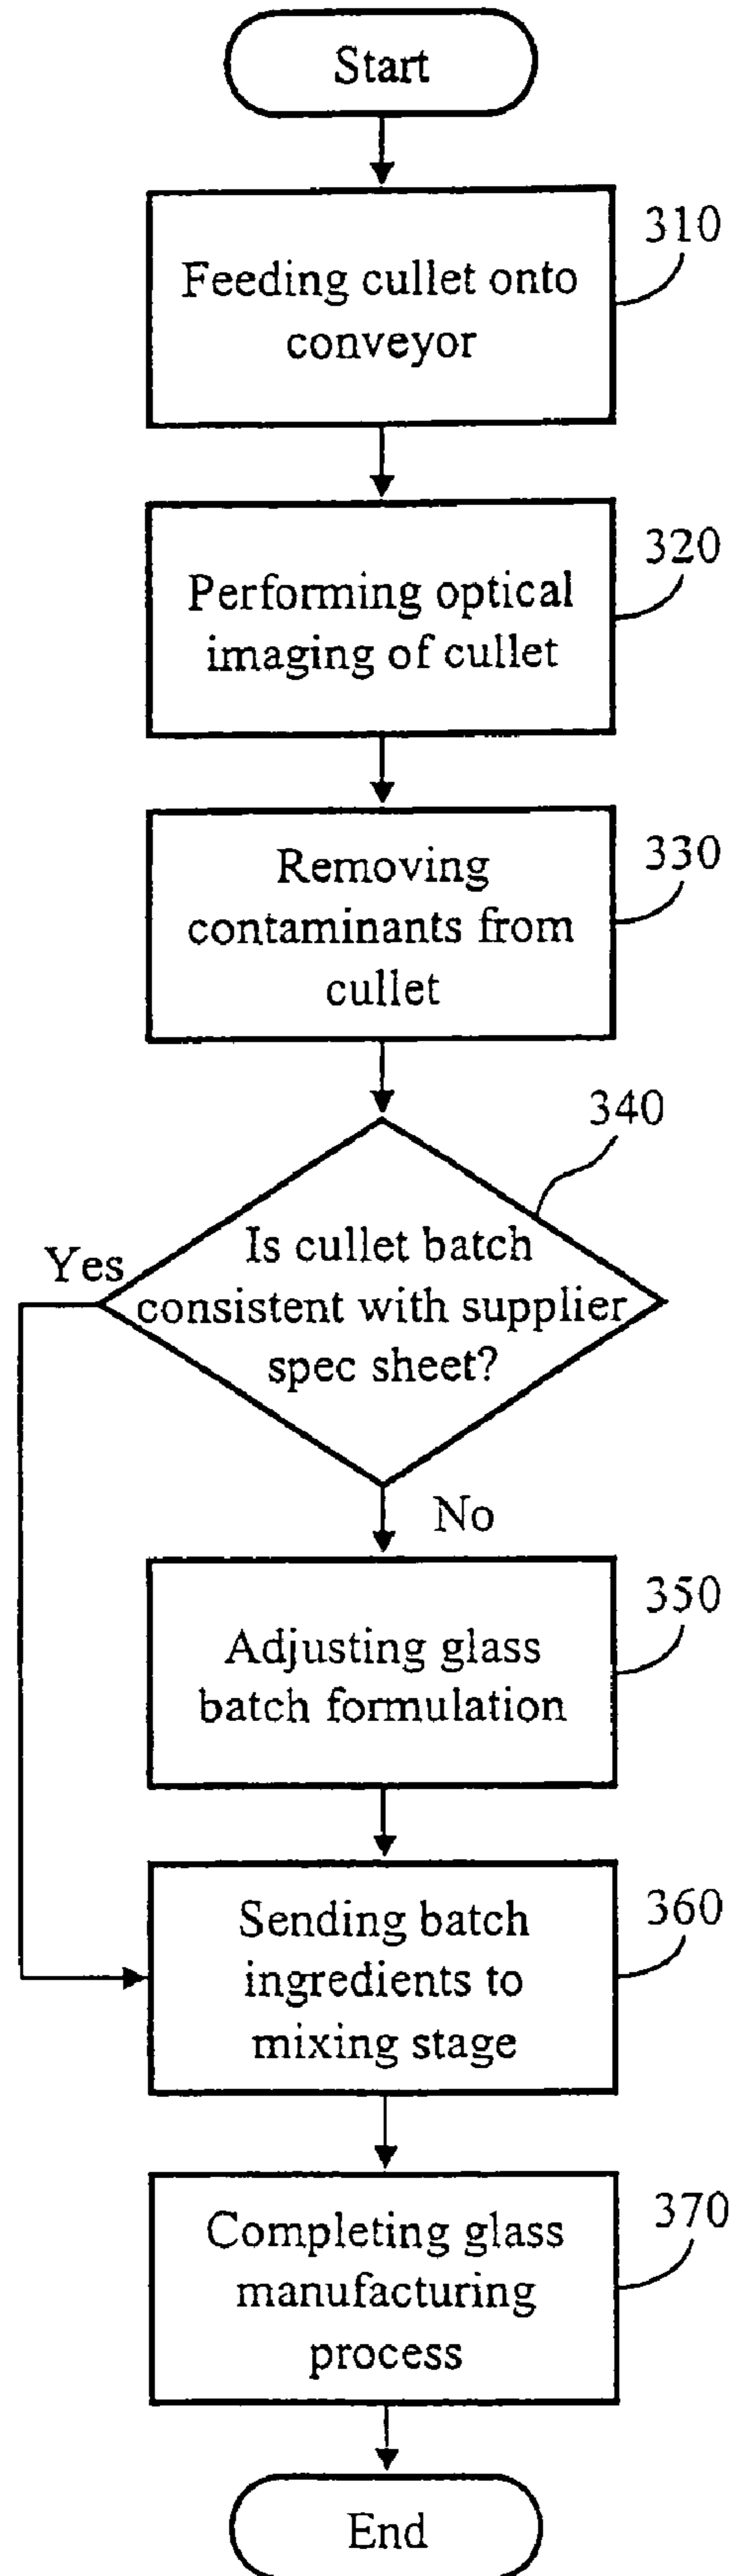 Start
310
Feeding cullet onto
conveyor
320
Performing optical
imaging of cullet
330
Removing
contaminants from
cullet
340
Yes
Is cullet batch
consistent with supplier
spec sheet?
No
350
Adjusting glass
batch formulation
360
Sending batch
ingredients to
mixing stage
370
Completing glass
manufacturing
process
End